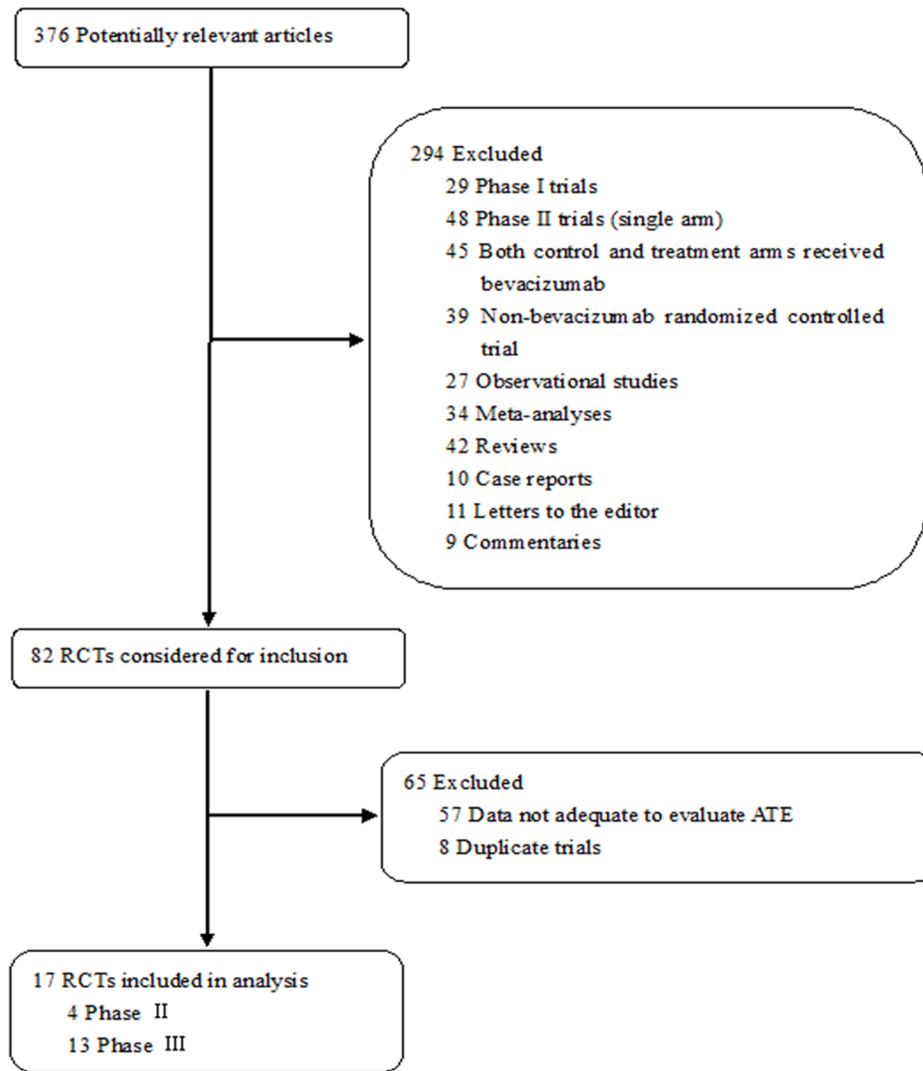 376 Potentially relevant articles
294 Excluded
29 Phase I trials
48 Phase II trials (single arm)
45 Both control and treatment arms received
bevacizumab
39 Non-bevacizumab randomized controlled
trial
27 Observational studies
34 Meta-analyses
42 Reviews
10 Case reports
11 Letters to the editor
9 Commentaries
82 RCTs considered for inclusion
65 Excluded
57 Data not adequate to evaluate ATE
8 Duplicate trials
17 RCTs included in analysis
4 Phase II
13 Phase III